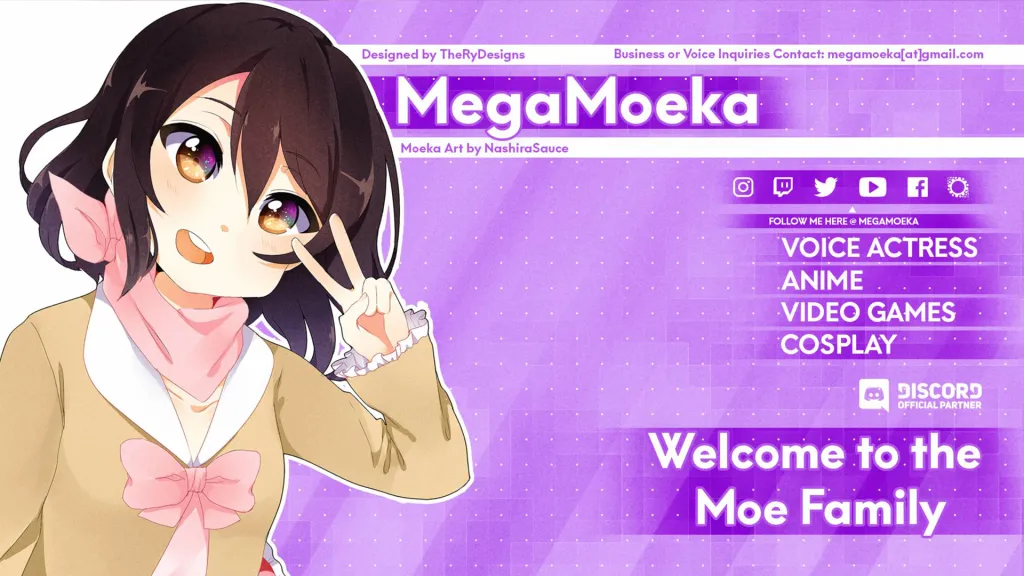 Designed by TheRyDesigns
Business or Voice Inquiries Contact: megamoeka[at]gmail.com
MegaMoeka
Moeka Art by NashiraSauce
FOLLOW ME HERE @ MEGAMOEKA
VOICE ACTRESS
ANIME
VIDEO GAMES
COSPLAY
DISCORD
OFFICIAL PARTNER
Welcome to the
Moe Family